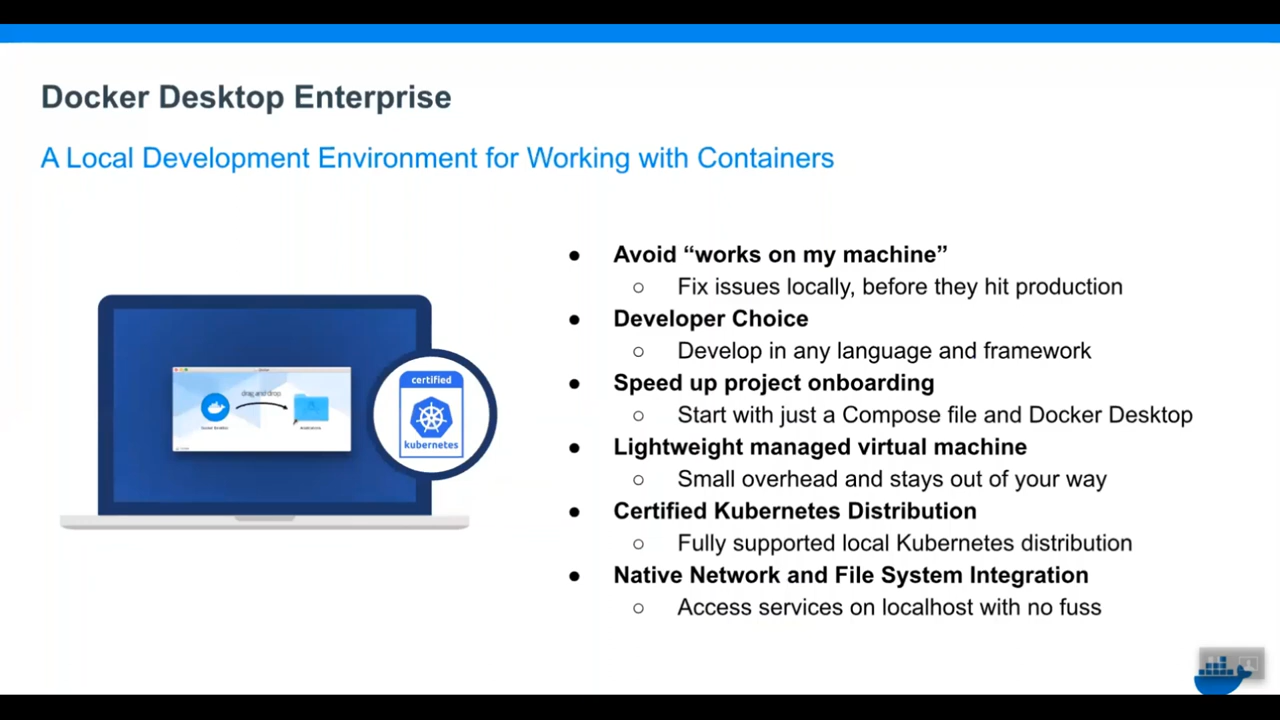 Docker Desktop Enterprise
A Local Development Environment for Working with Containers
● Avoid “works on my machine”
○ Fix issues locally, before they hit production
● Developer Choice
○ Develop in any language and framework
● Speed up project onboarding
○ Start with just a Compose file and Docker Desktop
● Lightweight managed virtual machine
○ Small overhead and stays out of your way
● Certified Kubernetes Distribution
○ Fully supported local Kubernetes distribution
● Native Network and File System Integration
○ Access services on localhost with no fuss
drag and drop
certified
kubernetes